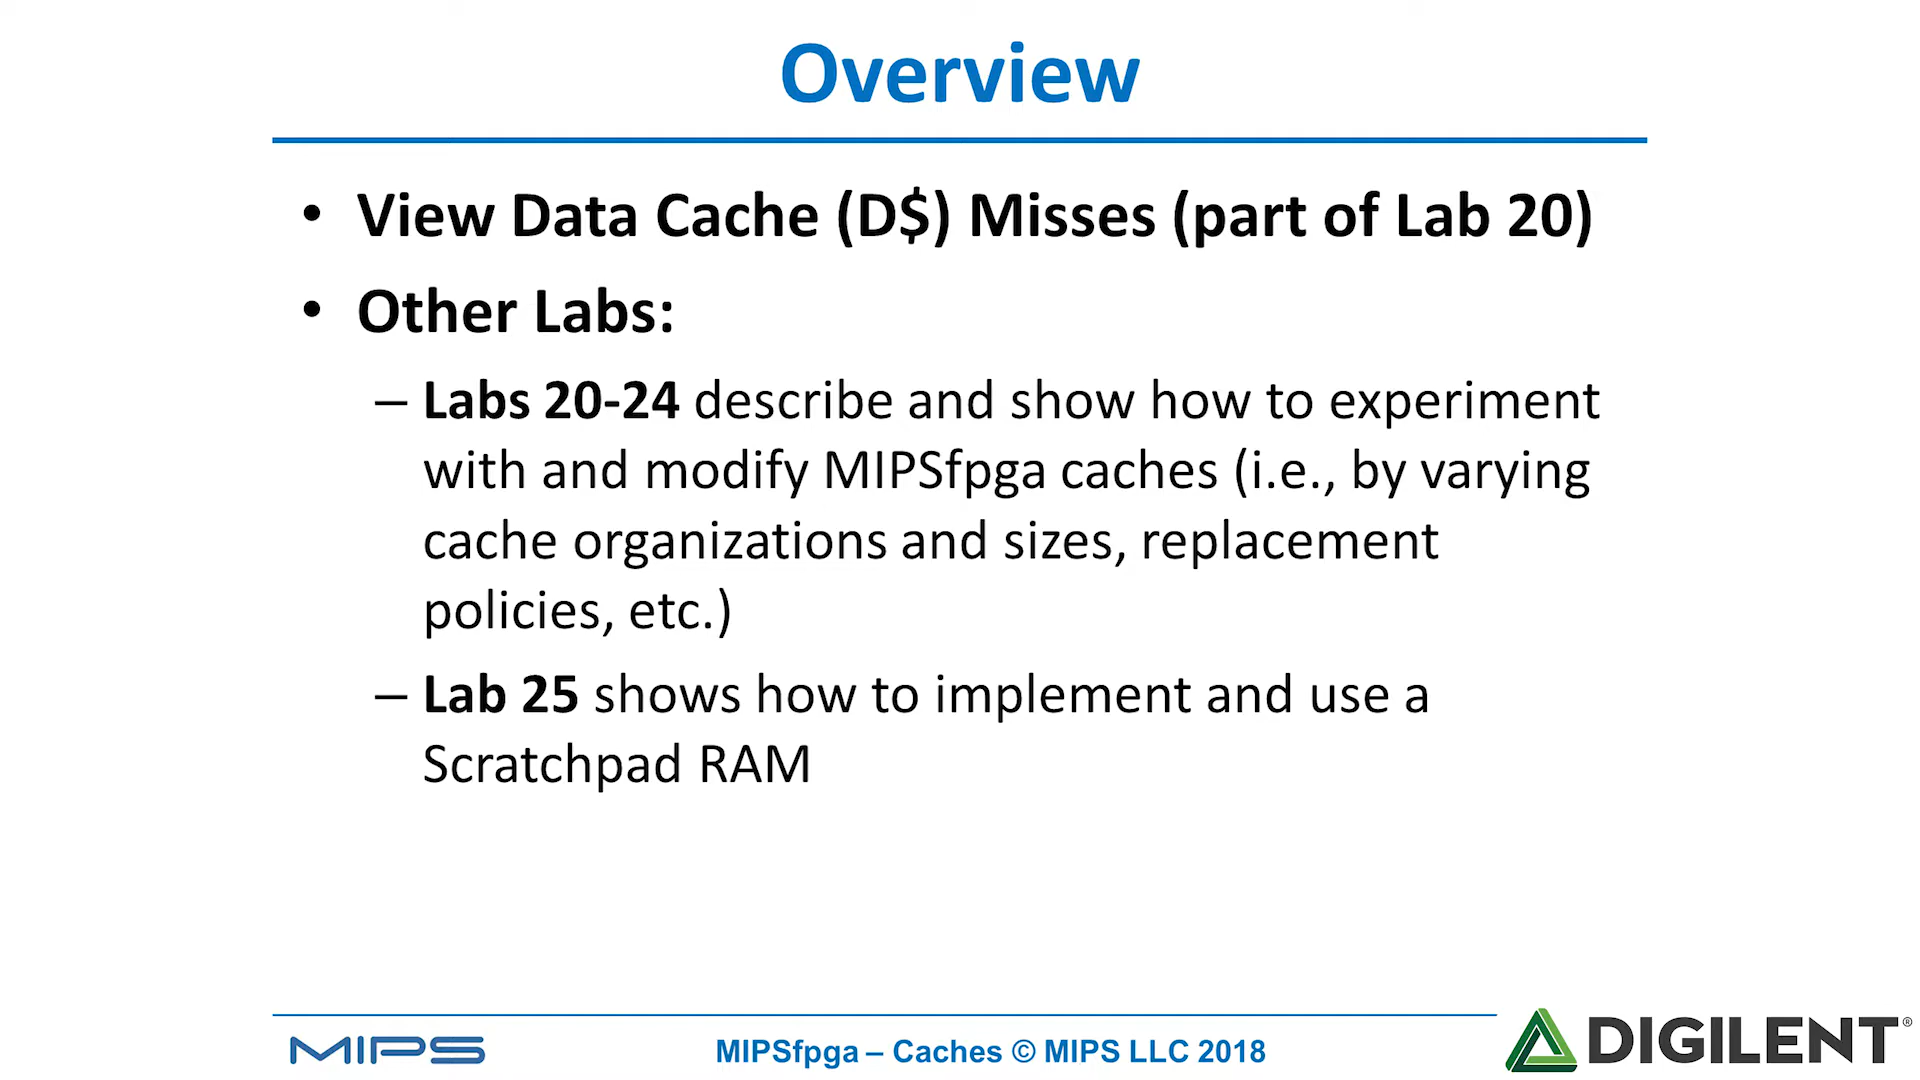 Overview
• View Data Cache (D$) Misses (part of Lab 20)
• Other Labs:
– Labs 20-24 describe and show how to experiment
with and modify MIPSfpga caches (i.e., by varying
cache organizations and sizes, replacement
policies, etc.)
– Lab 25 shows how to implement and use a
Scratchpad RAM
MIPS
MIPSfpga – Caches © MIPS LLC 2018
DIGILENT®